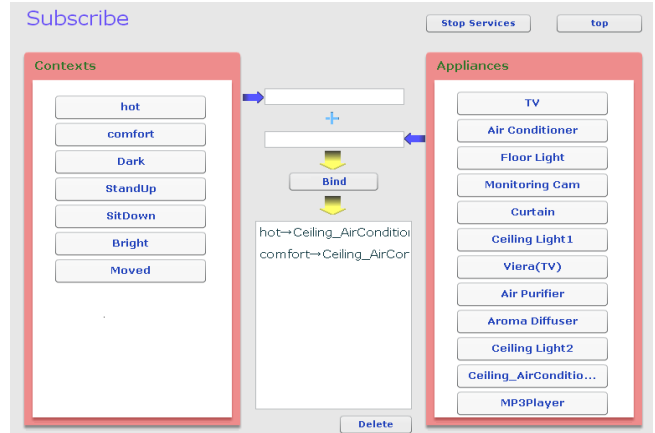 Subscribe
Stop Services
top
Contexts
hot
comfort
Dark
StandUp
SitDown
Bright
Moved
Bind
hot→Ceiling_AirConditio
comfort→Ceiling_AirCor
Delete
Appliances
TV
Air Conditioner
Floor Light
Monitoring Cam
Curtain
Ceiling Light1
Viera(TV)
Air Purifier
Aroma Diffuser
Ceiling Light2
Ceiling_AirConditio...
MP3Player